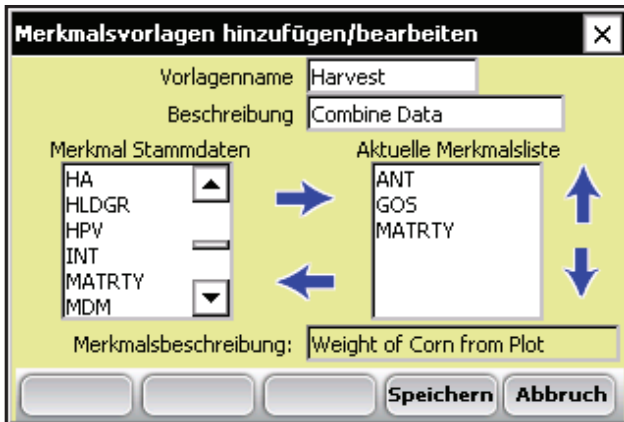 Merkmalsvorlagen hinzufügen/bearbeiten
Vorlagenname Harvest
Beschreibung Combine Data
Merkmal Stammdaten
HA
HLDGR
HPV
INT
MATRTY
MDM
Aktuelle Merkmalsliste
ANT
GOS
MATRTY
Merkmalsbeschreibung: Weight of Corn from Plot
Speichern Abbruch